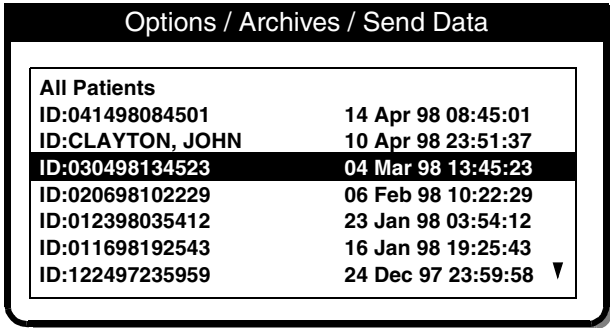 Options / Archives / Send Data
All Patients
ID:041498084501 14 Apr 98 08:45:01
ID:CLAYTON, JOHN 10 Apr 98 23:51:37
ID:030498134523 04 Mar 98 13:45:23
ID:020698102229 06 Feb 98 10:22:29
ID:012398035412 23 Jan 98 03:54:12
ID:011698192543 16 Jan 98 19:25:43
ID:122497235959 24 Dec 97 23:59:58